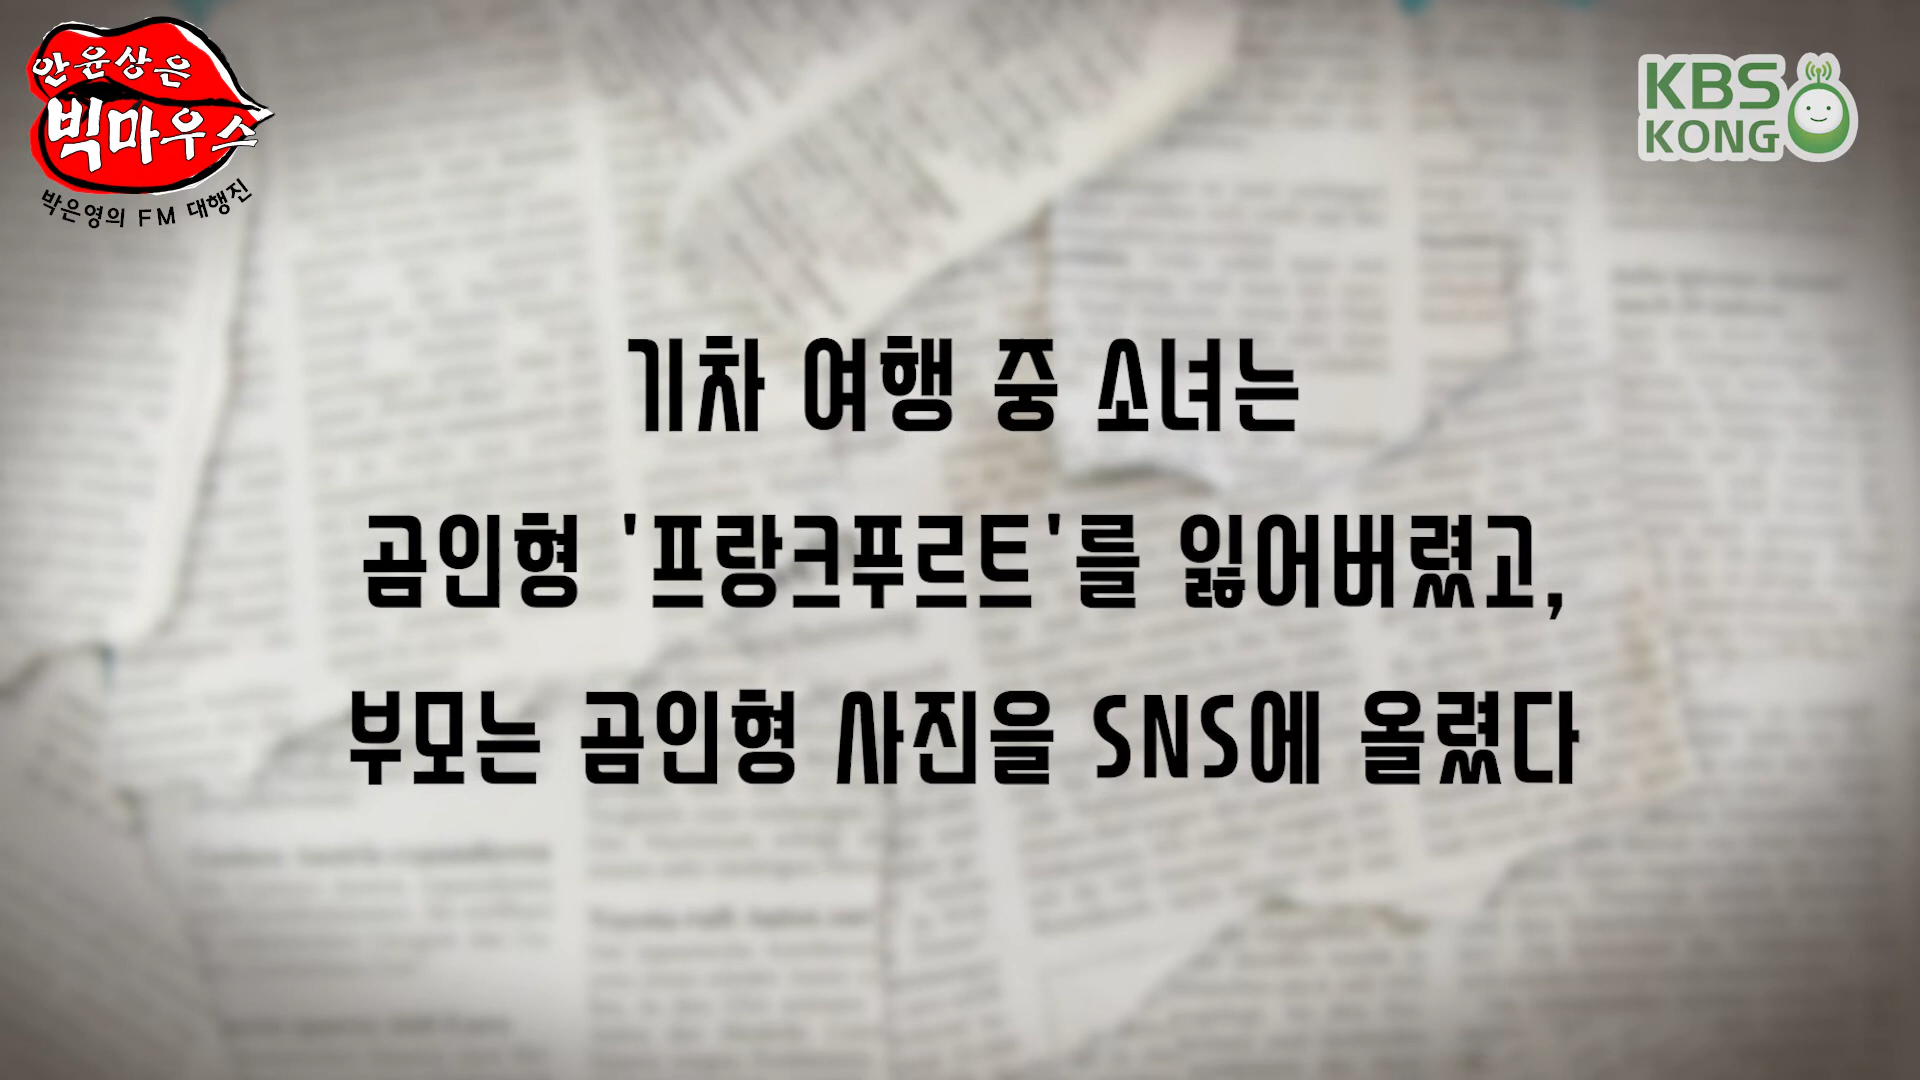 안윤상은
빅마우스
박은영의 FM 대행진
KBS
KONG
기차 여행 중 소녀는
곰인형 '프랑크푸르트'를 잃어버렸고,
부모는 곰인형 사진을 SNS에 올렸다